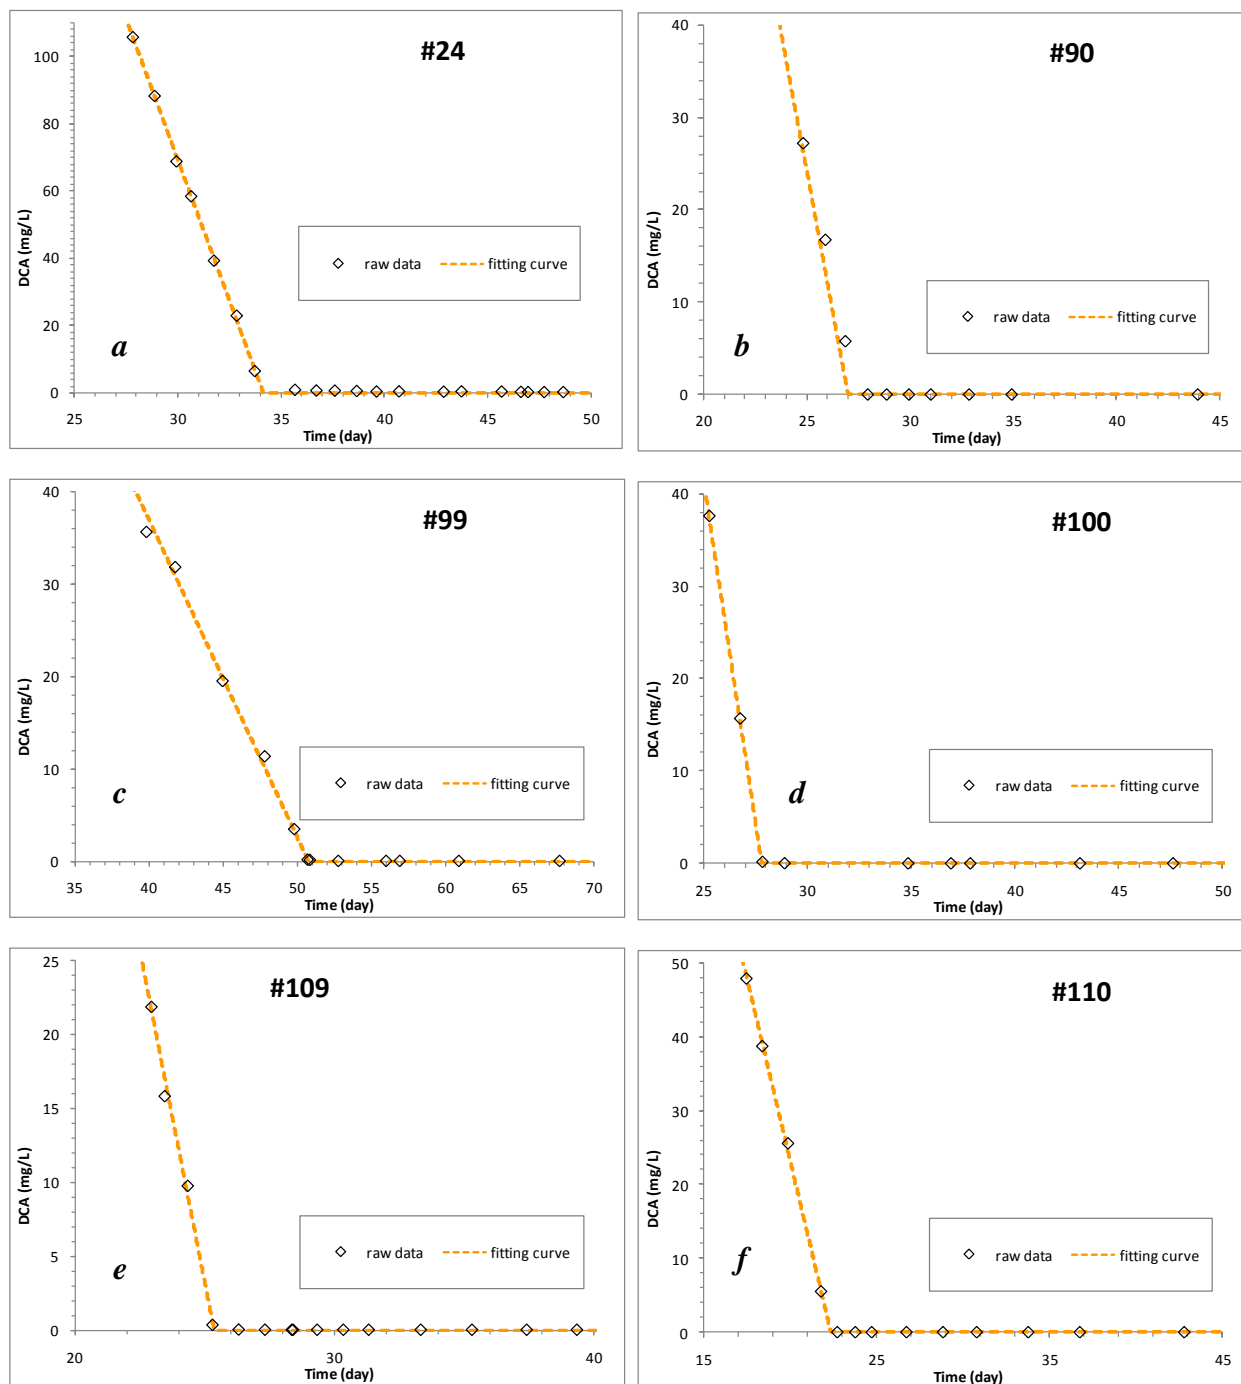 #24
DCA (mg/L)
100
80
60
40
20
0
raw data
fitting curve
a
25 30 35 40 45 50
Time (day)
#90
DCA (mg/L)
40
30
20
10
0
raw data
fitting curve
b
20 25 30 35 40 45
Time (day)
#99
DCA (mg/L)
40
30
20
10
0
raw data
fitting curve
c
35 40 45 50 55 60 65 70
Time (day)
#100
DCA (mg/L)
40
30
20
10
0
raw data
fitting curve
d
25 30 35 40 45 50
Time (day)
#109
DCA (mg/L)
25
20
15
10
5
0
raw data
fitting curve
e
20 30 40
Time (day)
#110
DCA (mg/L)
50
40
30
20
10
0
raw data
fitting curve
f
15 25 35 45
Time (day)